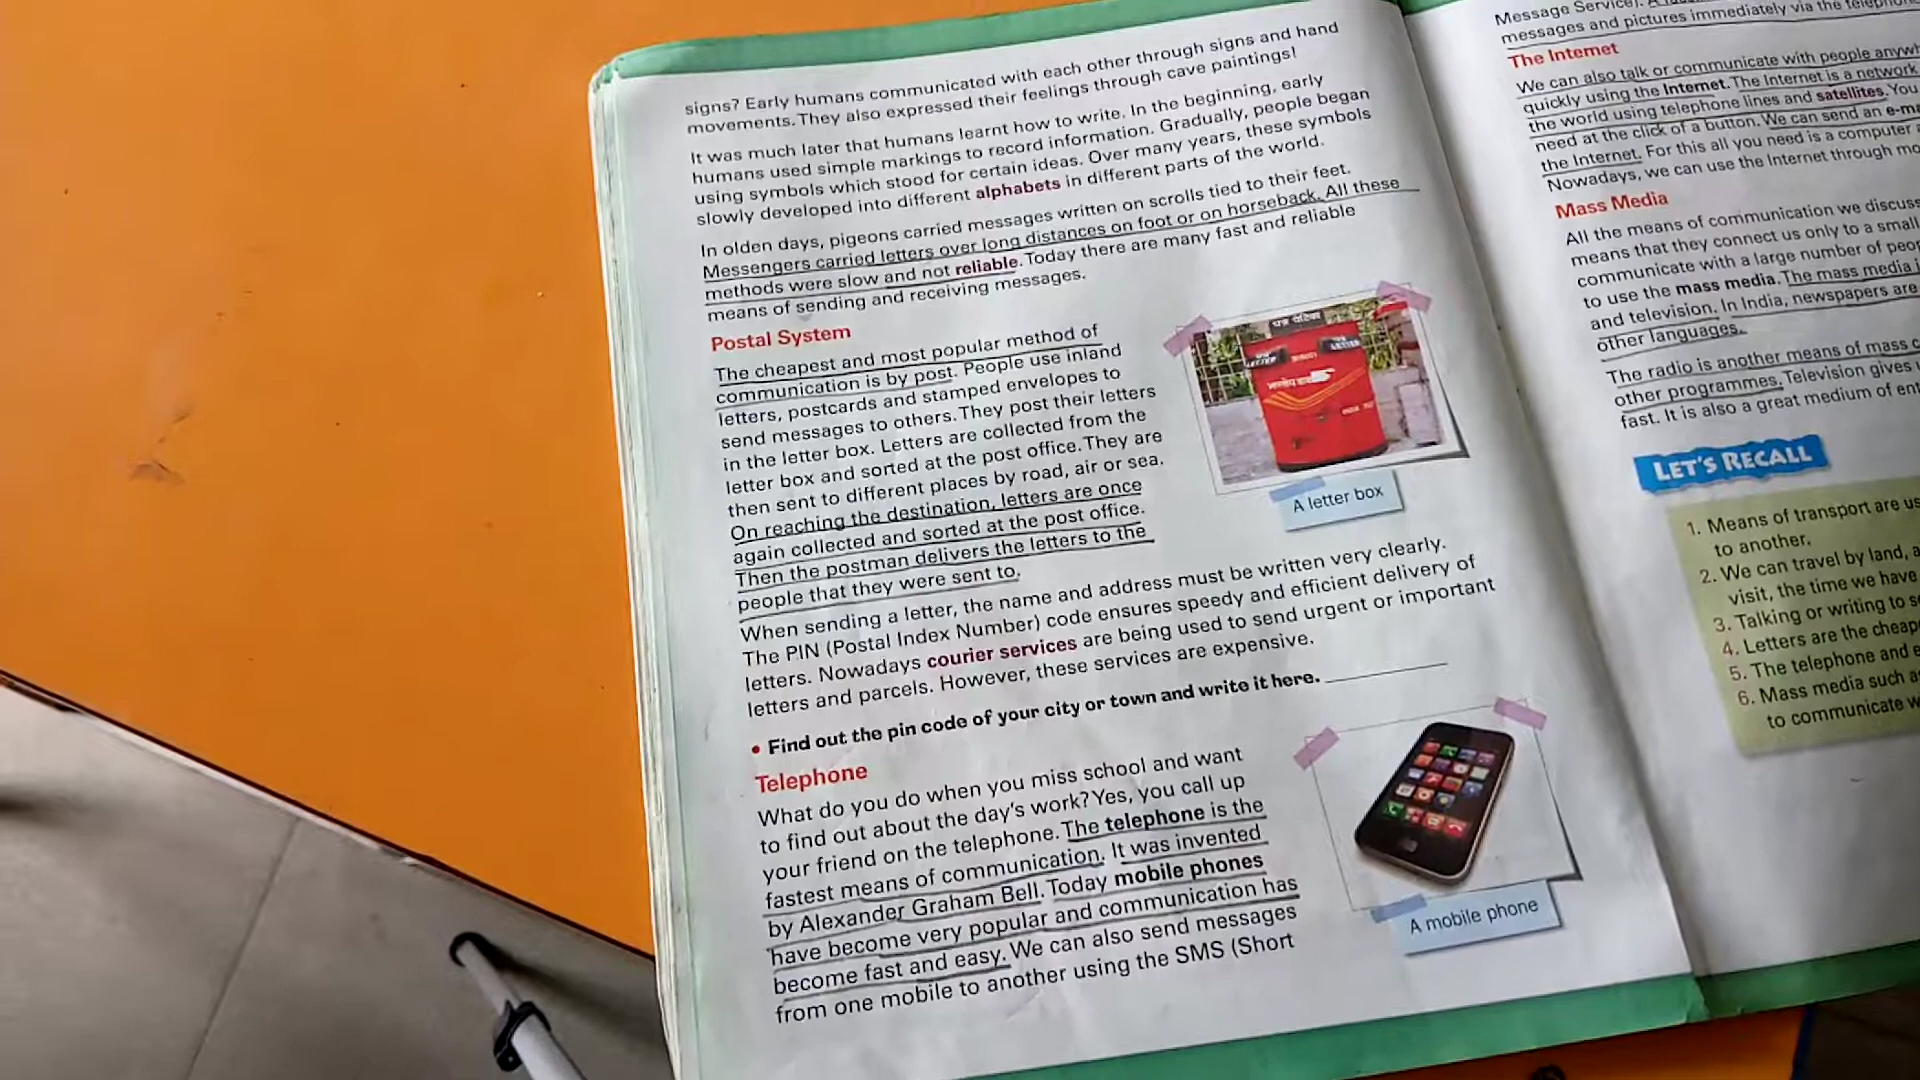 signs? Early humans communicated with each other through signs and hand
movements. They also expressed their feelings through cave paintings!
It was much later that humans learnt how to write. In the beginning, early
humans used simple markings to record information. Gradually, people began
using symbols which stood for certain ideas. Over many years, these symbols
slowly developed into different alphabets in different parts of the world.
In olden days, pigeons carried messages written on scrolls tied to their feet.
Messengers carried letters over long distances on foot or on horseback. All these
methods were slow and not reliable. Today there are many fast and reliable
means of sending and receiving messages.
Postal System
The cheapest and most popular method of
communication is by post. People use inland
letters, postcards and stamped envelopes to
send messages to others. They post their letters
in the letter box. Letters are collected from the
letter box and sorted at the post office. They are
then sent to different places by road, air or sea.
On reaching the destination, letters are once
again collected and sorted at the post office.
Then the postman delivers the letters to the
people that they were sent to.
पत्र पेटिका
LETTER
A letter box
When sending a letter, the name and address must be written very clearly.
The PIN (Postal Index Number) code ensures speedy and efficient delivery of
letters. Nowadays courier services are being used to send urgent or important
letters and parcels. However, these services are expensive.
• Find out the pin code of your city or town and write it here.
Telephone
What do you do when you miss school and want
to find out about the day's work? Yes, you call up
your friend on the telephone. The telephone is the
fastest means of communication. It was invented
by Alexander Graham Bell. Today mobile phones
have become very popular and communication has
become fast and easy. We can also send messages
from one mobile to another using the SMS (Short
A mobile phone
Message Service).
messages and pictures immediately via the
The Internet
We can also talk or communicate with people
quickly using the Internet. The Internet is a network
the world using telephone lines and satellites. You
need at the click of a button. We can send an
the Internet. For this all you need is a computer
Nowadays, we can use the Internet through
Mass Media
All the means of communication we
means that they connect us only to a small
communicate with a large number of
to use the mass media. The mass media
and television. In India, newspapers are
other languages.
The radio is another means of mass
other programmes. Television gives
fast. It is also a great medium of
LET'S RECALL
1. Means of transport are
to another.
2. We can travel by land,
visit, the time we have
3. Talking or writing to
4. Letters are the
5. The telephone and
6. Mass media such
to communicate